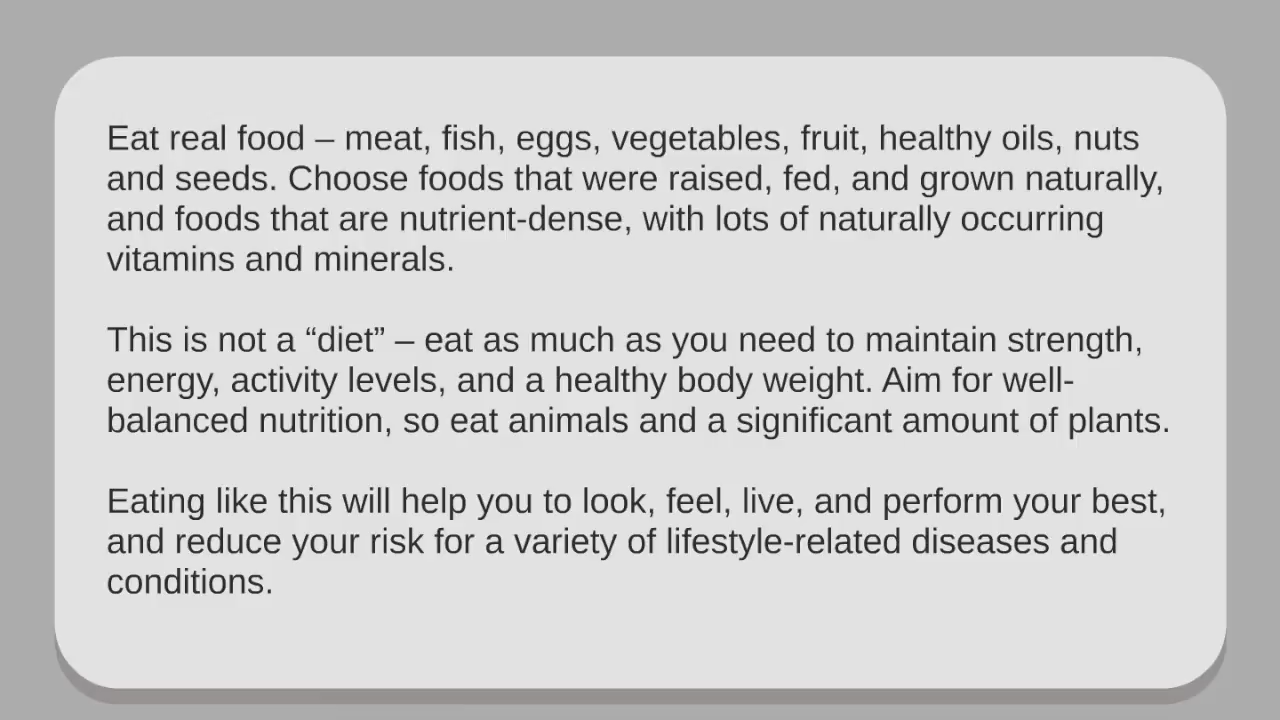 Eat real food – meat, fish, eggs, vegetables, fruit, healthy oils, nuts
and seeds. Choose foods that were raised, fed, and grown naturally,
and foods that are nutrient-dense, with lots of naturally occurring
vitamins and minerals.
This is not a “diet” – eat as much as you need to maintain strength,
energy, activity levels, and a healthy body weight. Aim for well-
balanced nutrition, so eat animals and a significant amount of plants.
Eating like this will help you to look, feel, live, and perform your best,
and reduce your risk for a variety of lifestyle-related diseases and
conditions.